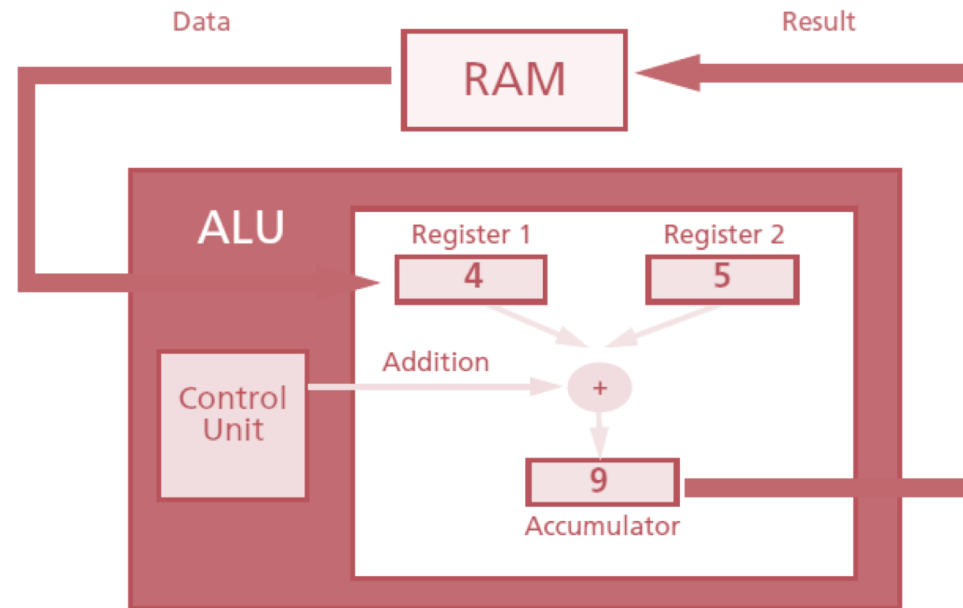 Data
Result
RAM
ALU
Register 1
Register 2
4
5
Addition
+
Control
Unit
9
Accumulator